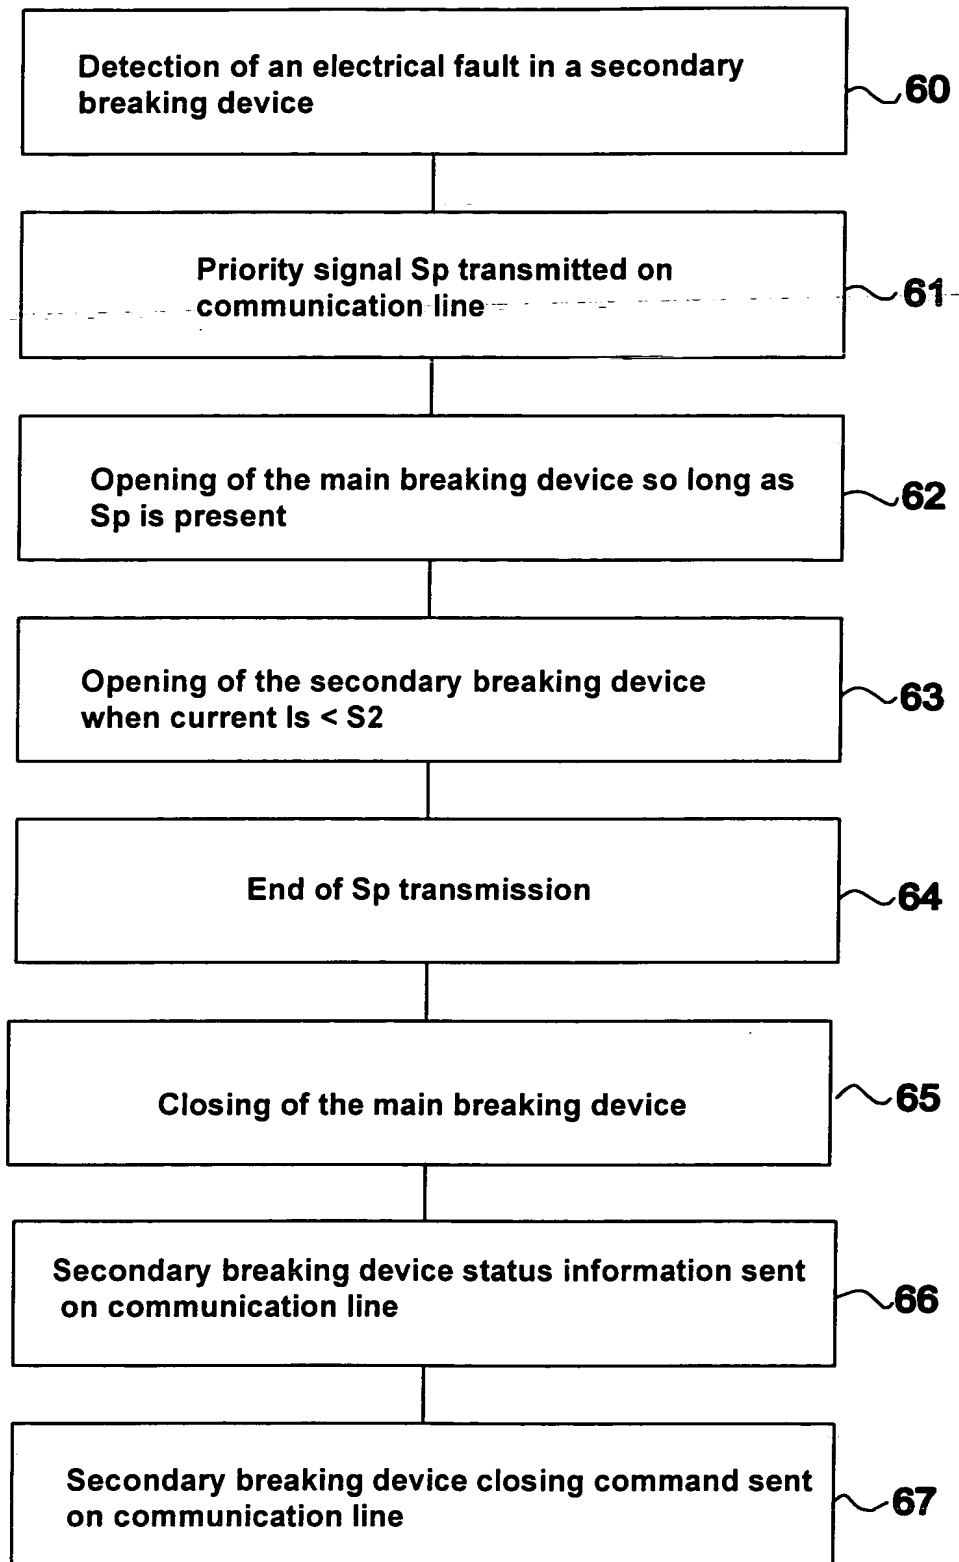 Detection of an electrical fault in a secondary
breaking device
60
Priority signal Sp transmitted on
communication line
61
Opening of the main breaking device so long as
Sp is present
62
Opening of the secondary breaking device
when current Is < S2
63
End of Sp transmission
64
Closing of the main breaking device
65
Secondary breaking device status information sent
on communication line
66
Secondary breaking device closing command sent
on communication line
67